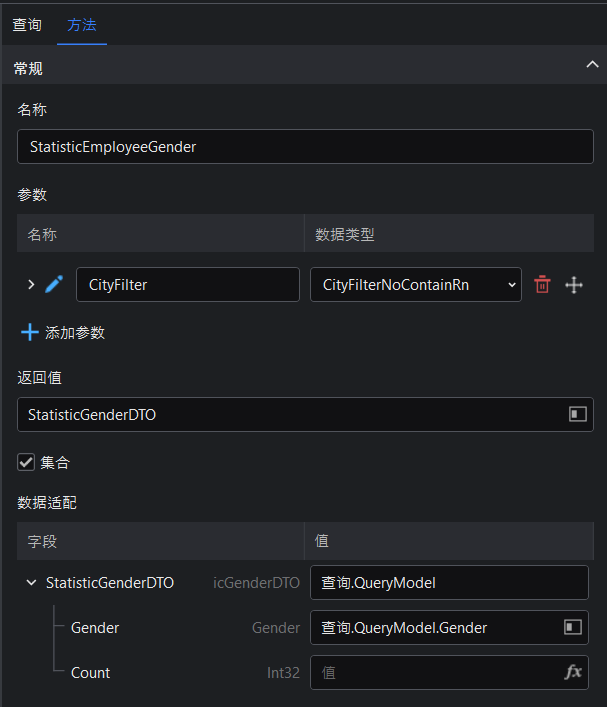 查询 方法
常规
名称
StatisticEmployeeGender
参数
名称 数据类型
CityFilter CityFilterNoContainRn
添加参数
返回值
StatisticGenderDTO
集合
数据适配
字段 值
StatisticGenderDTO icGenderDTO 查询.QueryModel
Gender Gender 查询.QueryModel.Gender
Count Int32 值 fx